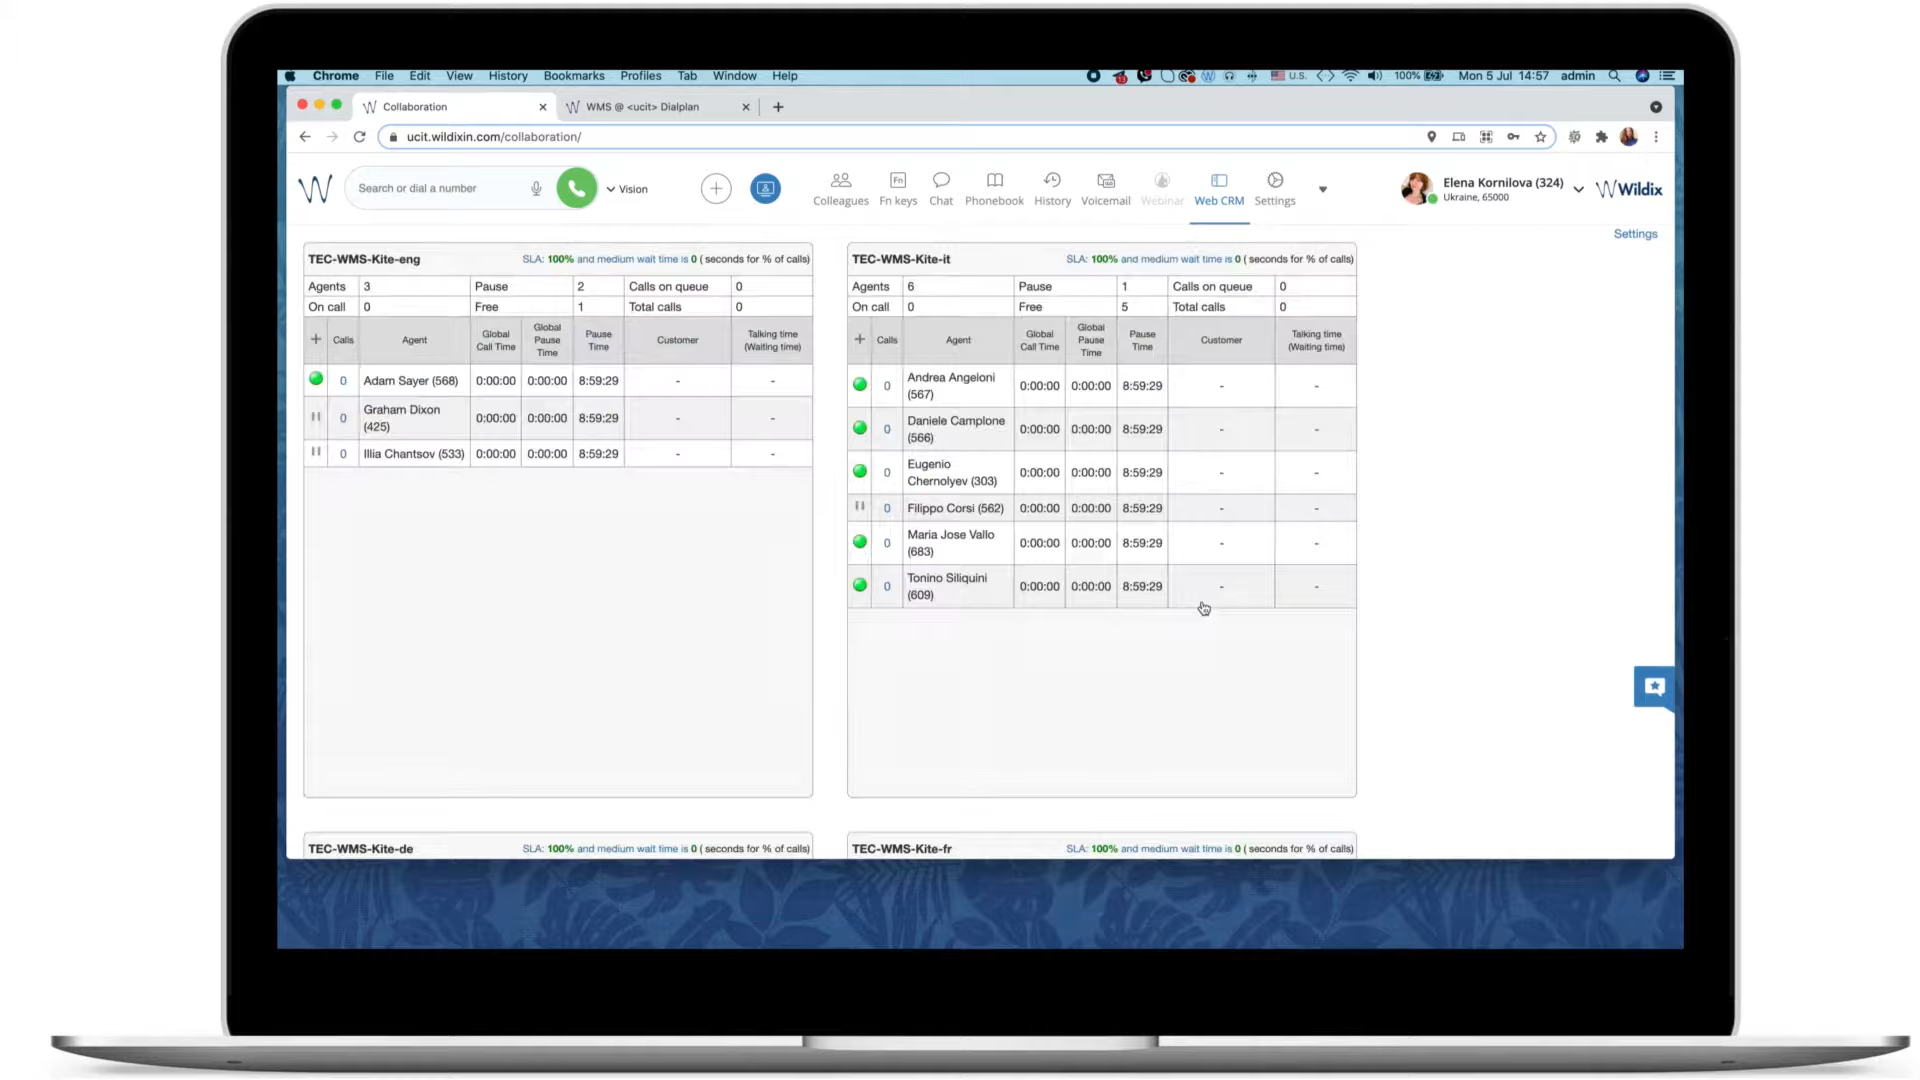 Chrome File Edit View History Bookmarks Profiles Tab Window Help U.S. 100% Mon 5 Jul 14:57 admin
Collaboration WMS @ <ucit> Dialplan
ucit.wildixin.com/collaboration/
Search or dial a number Vision
Colleagues Fn keys Chat Phonebook History Voicemail Webinar Web CRM Settings
Elena Kornilova (324)
Ukraine, 65000
Wildix
Settings
TEC-WMS-Kite-eng SLA: 100% and medium wait time is 0 ( seconds for % of calls)
Agents 3 Pause 2 Calls on queue 0
On call 0 Free 1 Total calls 0
+ Calls Agent Global Call Time Global Pause Time Pause Time Customer Talking time (Waiting time)
0 Adam Sayer (568) 0:00:00 0:00:00 8:59:29 - -
0 Graham Dixon (425) 0:00:00 0:00:00 8:59:29 - -
0 Illia Chantsov (533) 0:00:00 0:00:00 8:59:29 - -
TEC-WMS-Kite-it SLA: 100% and medium wait time is 0 ( seconds for % of calls)
Agents 6 Pause 1 Calls on queue 0
On call 0 Free 5 Total calls 0
+ Calls Agent Global Call Time Global Pause Time Pause Time Customer Talking time (Waiting time)
0 Andrea Angeloni (567) 0:00:00 0:00:00 8:59:29 - -
0 Daniele Camplone (566) 0:00:00 0:00:00 8:59:29 - -
0 Eugenio Chernolyev (303) 0:00:00 0:00:00 8:59:29 - -
0 Filippo Corsi (562) 0:00:00 0:00:00 8:59:29 - -
0 Maria Jose Vallo (683) 0:00:00 0:00:00 8:59:29 - -
0 Tonino Siliquini (609) 0:00:00 0:00:00 8:59:29 - -
TEC-WMS-Kite-de SLA: 100% and medium wait time is 0 ( seconds for % of calls)
TEC-WMS-Kite-fr SLA: 100% and medium wait time is 0 ( seconds for % of calls)